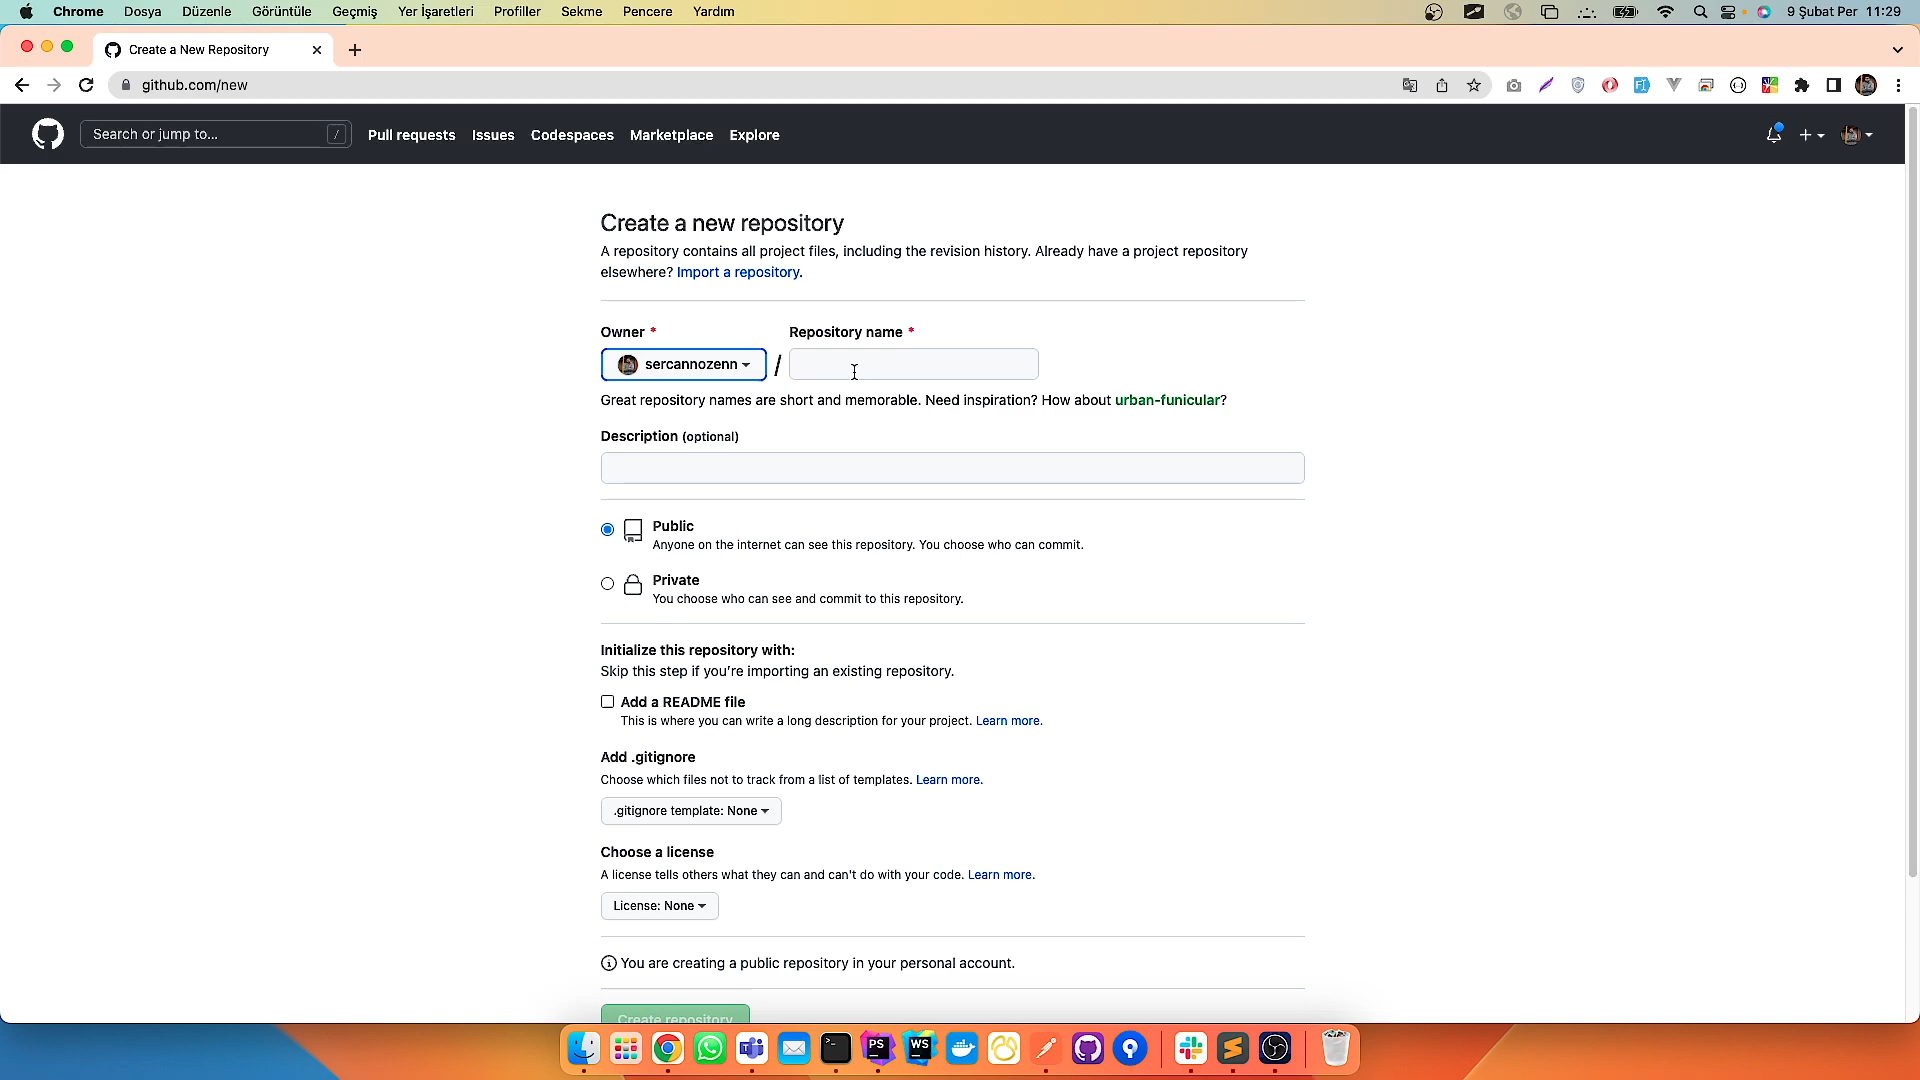 Chrome Dosya Düzenle Görüntüle Geçmiş Yer İşaretleri Profiller Sekme Pencere Yardım 9 Şubat Per 11:29
Create a New Repository
github.com/new
Search or jump to... / Pull requests Issues Codespaces Marketplace Explore
Create a new repository
A repository contains all project files, including the revision history. Already have a project repository
elsewhere? Import a repository.
Owner * Repository name *
sercannozenn /
Great repository names are short and memorable. Need inspiration? How about urban-funicular?
Description (optional)
Public
Anyone on the internet can see this repository. You choose who can commit.
Private
You choose who can see and commit to this repository.
Initialize this repository with:
Skip this step if you're importing an existing repository.
Add a README file
This is where you can write a long description for your project. Learn more.
Add .gitignore
Choose which files not to track from a list of templates. Learn more.
.gitignore template: None
Choose a license
A license tells others what they can and can't do with your code. Learn more.
License: None
You are creating a public repository in your personal account.
Create repository
PS WS